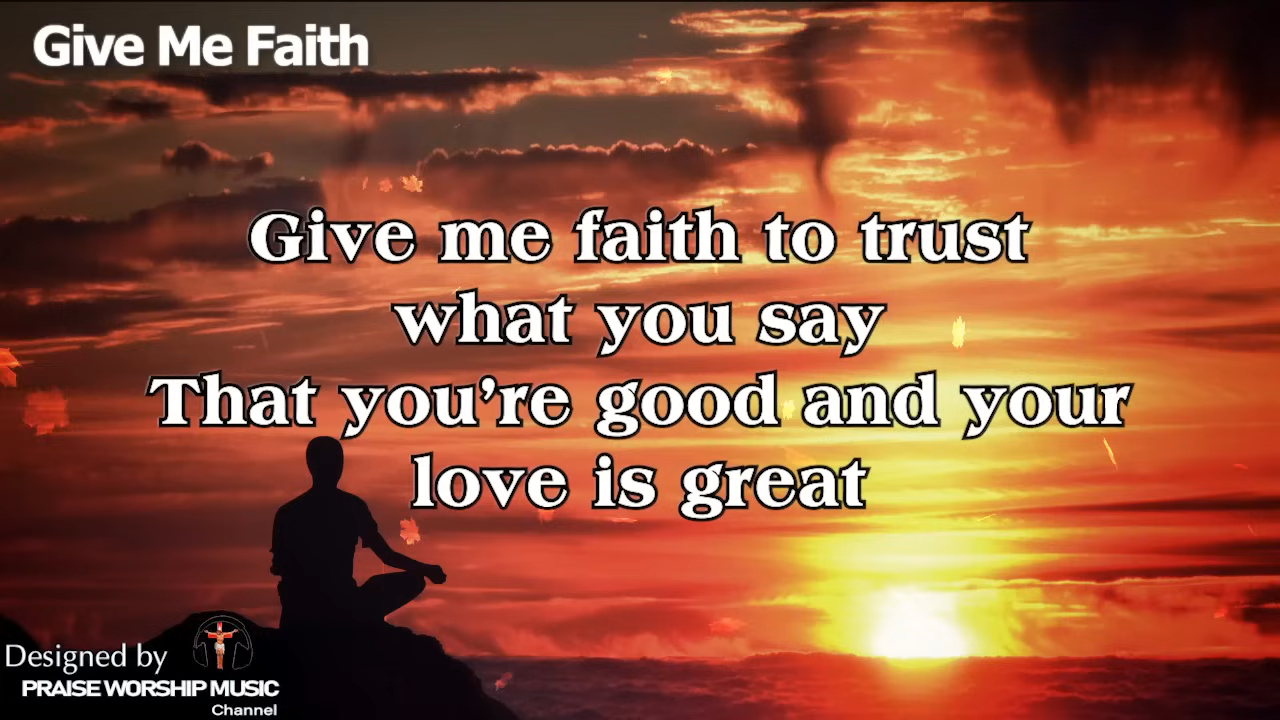 Give Me Faith
Give me faith to trust
what you say
That you're good and your
love is great
Designed by
PRAISE WORSHIP MUSIC
Channel